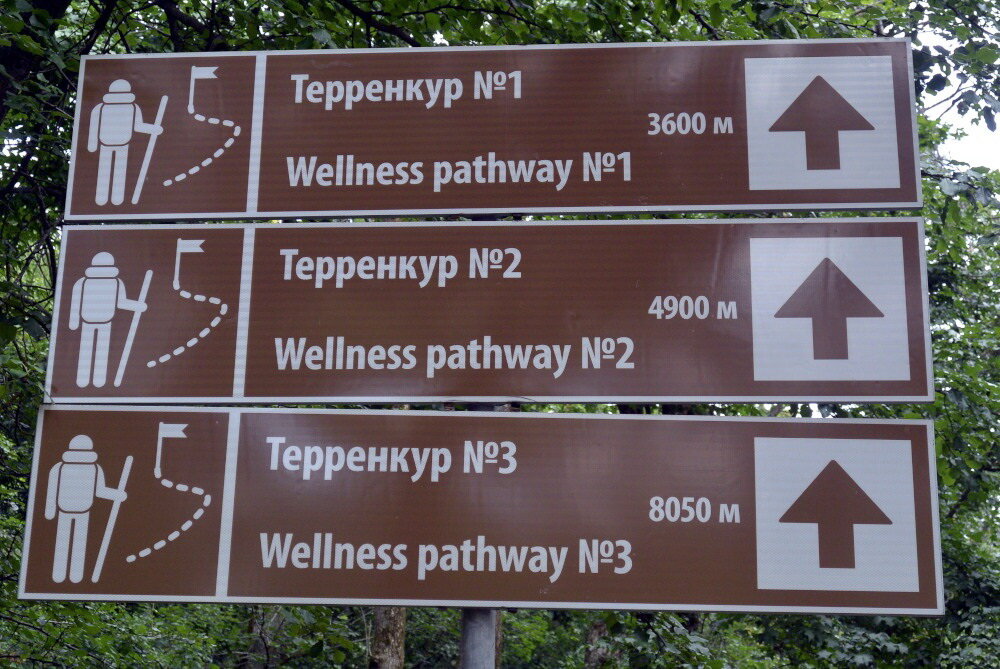 Терренкур №1
3600 м
Wellness pathway №1
Терренкур №2
4900 м
Wellness pathway №2
Терренкур №3
8050 м
Wellness pathway №3